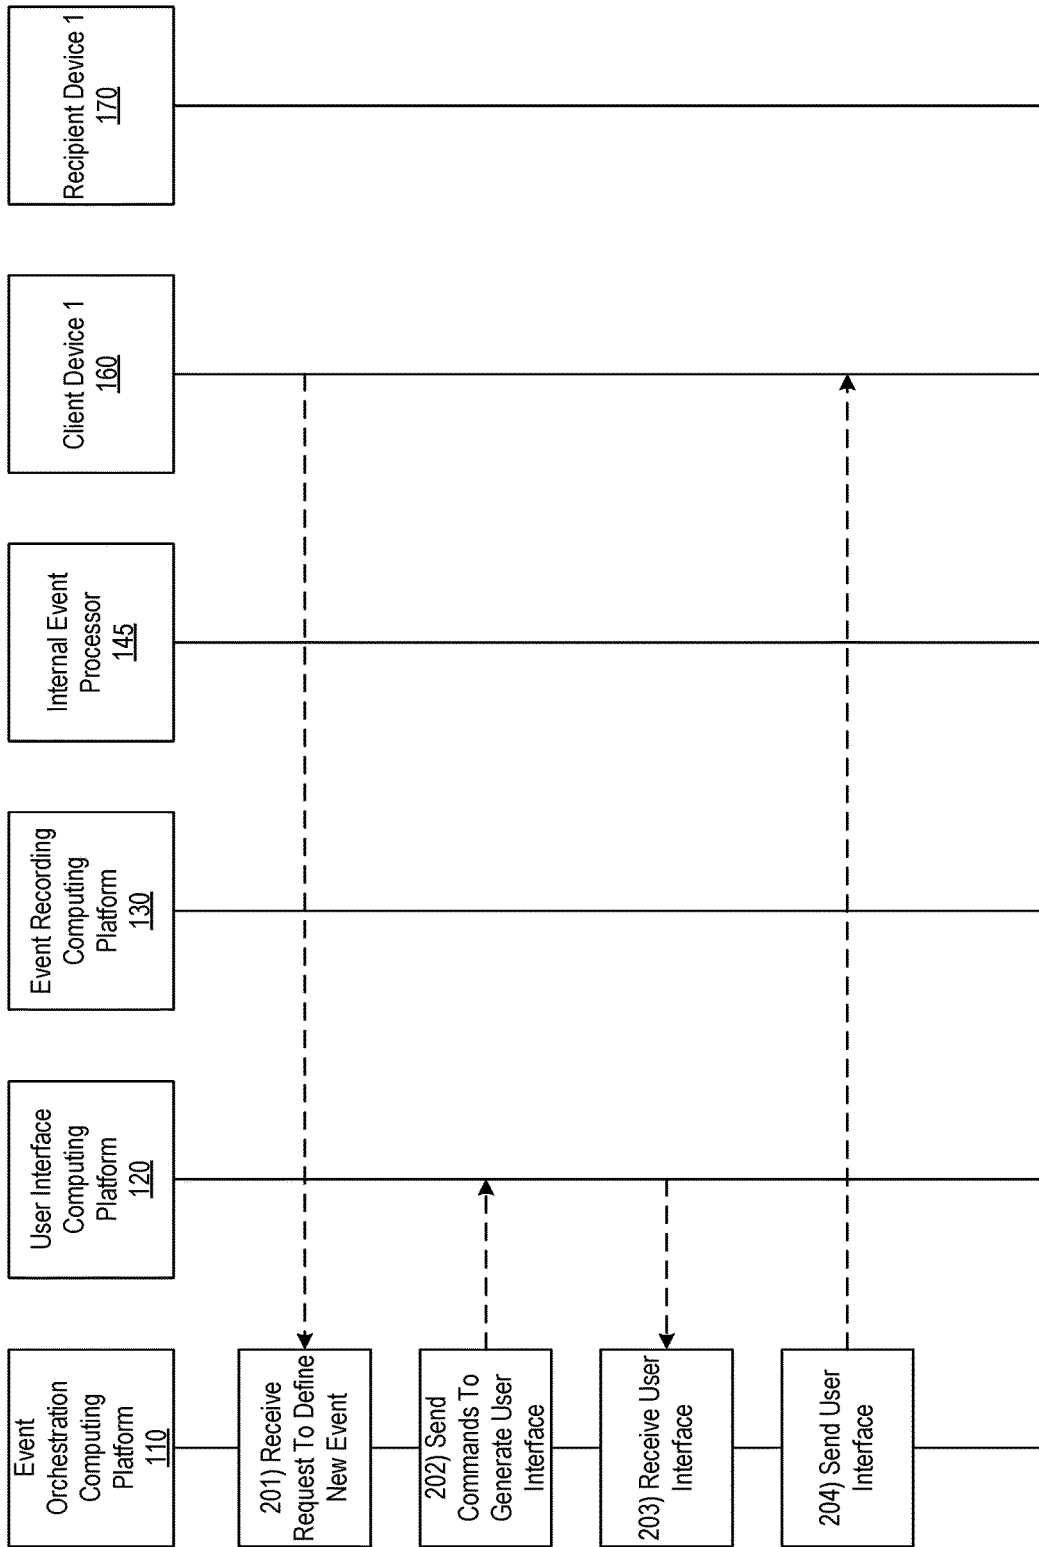 Event
Orchestration
Computing
Platform
110
User Interface
Computing
Platform
120
Event Recording
Computing
Platform
130
Internal Event
Processor
145
Client Device 1
160
Recipient Device 1
170
201) Receive
Request To Define
New Event
202) Send
Commands To
Generate User
Interface
203) Receive User
Interface
204) Send User
Interface